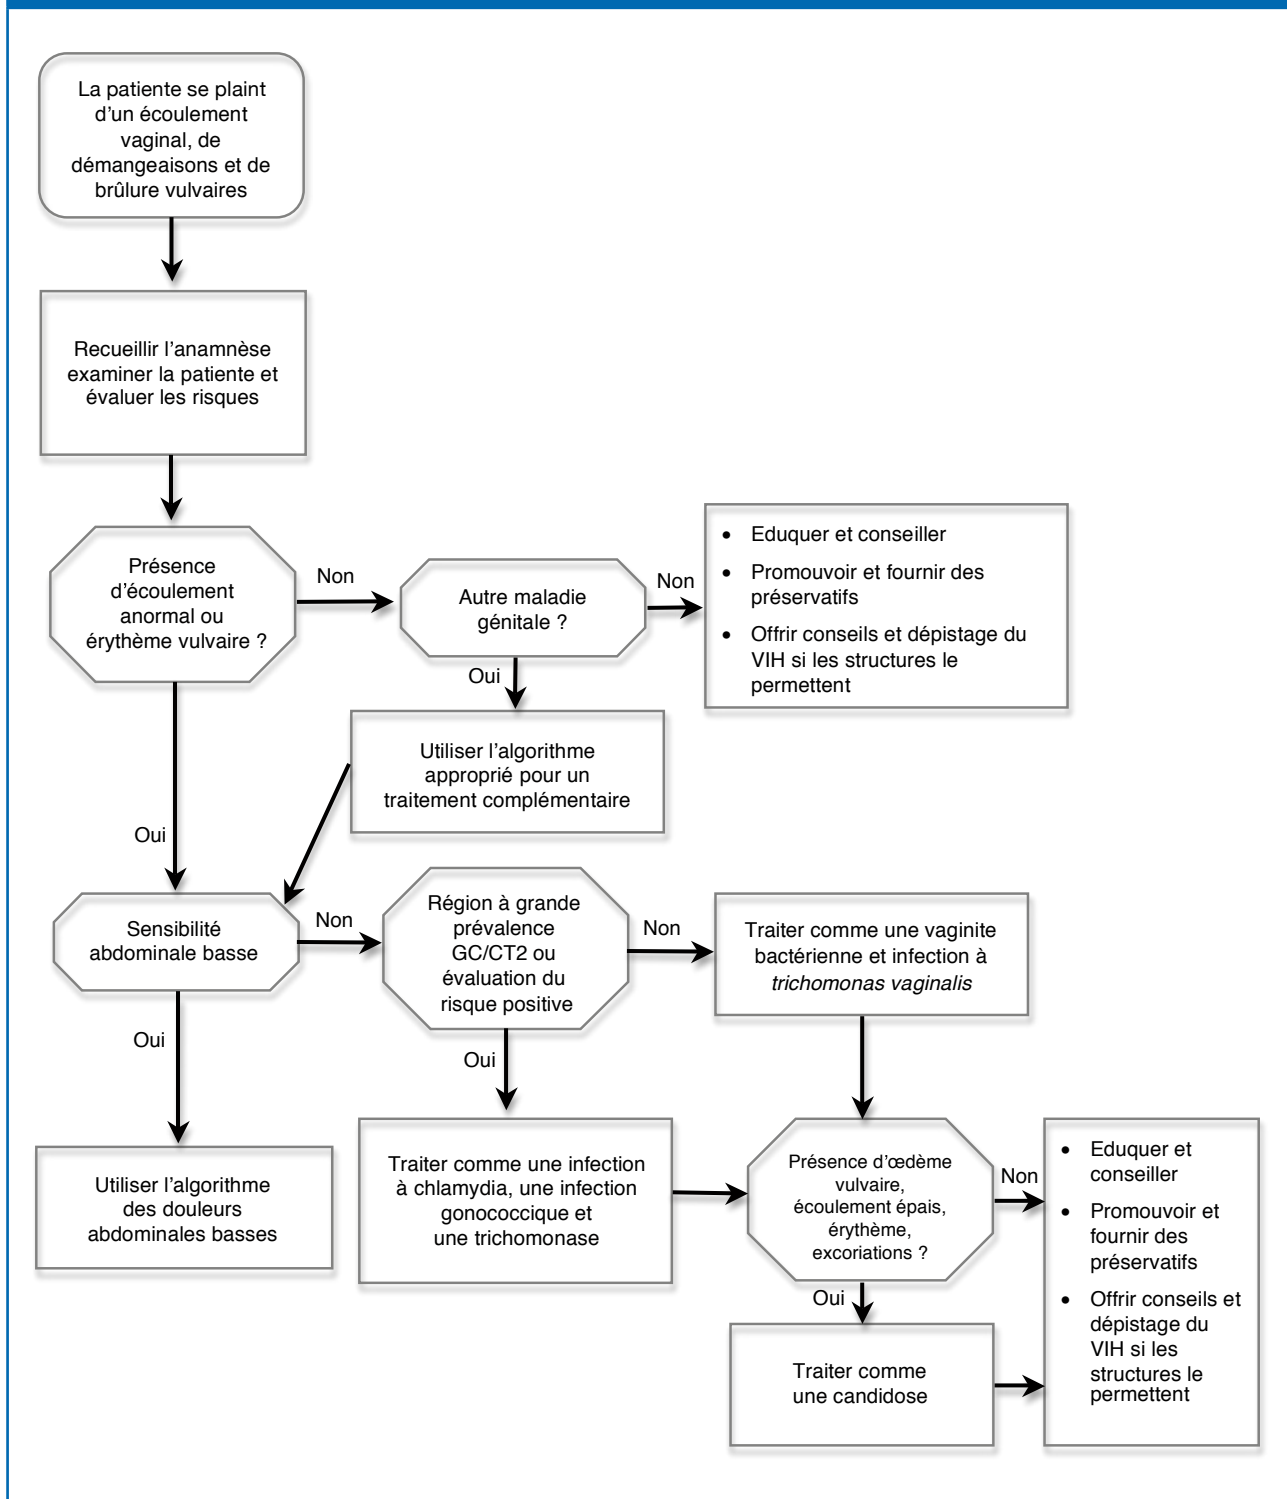 La patiente se plaint
d’un écoulement
vaginal, de
démangeaisons et de
brûlure vulvaires
Recueillir l’anamnèse
examiner la patiente et
évaluer les risques
Présence
d’écoulement
anormal ou
érythème vulvaire ?
Non
Autre maladie
génitale ?
Non
• Eduquer et conseiller
• Promouvoir et fournir des
préservatifs
• Offrir conseils et dépistage du
VIH si les structures le
permettent
Oui
Utiliser l’algorithme
approprié pour un
traitement complémentaire
Oui
Sensibilité
abdominale basse
Non
Région à grande
prévalence
GC/CT2 ou
évaluation du
risque positive
Non
Traiter comme une vaginite
bactérienne et infection à
trichomonas vaginalis
Oui
Oui
Utiliser l’algorithme
des douleurs
abdominales basses
Traiter comme une infection
à chlamydia, une infection
gonococcique et
une trichomonase
Présence d’œdème
vulvaire,
écoulement épais,
érythème,
excoriations ?
Non
• Eduquer et
conseiller
• Promouvoir et
fournir des
préservatifs
• Offrir conseils et
dépistage du
VIH si les
structures le
permettent
Oui
Traiter comme
une candidose